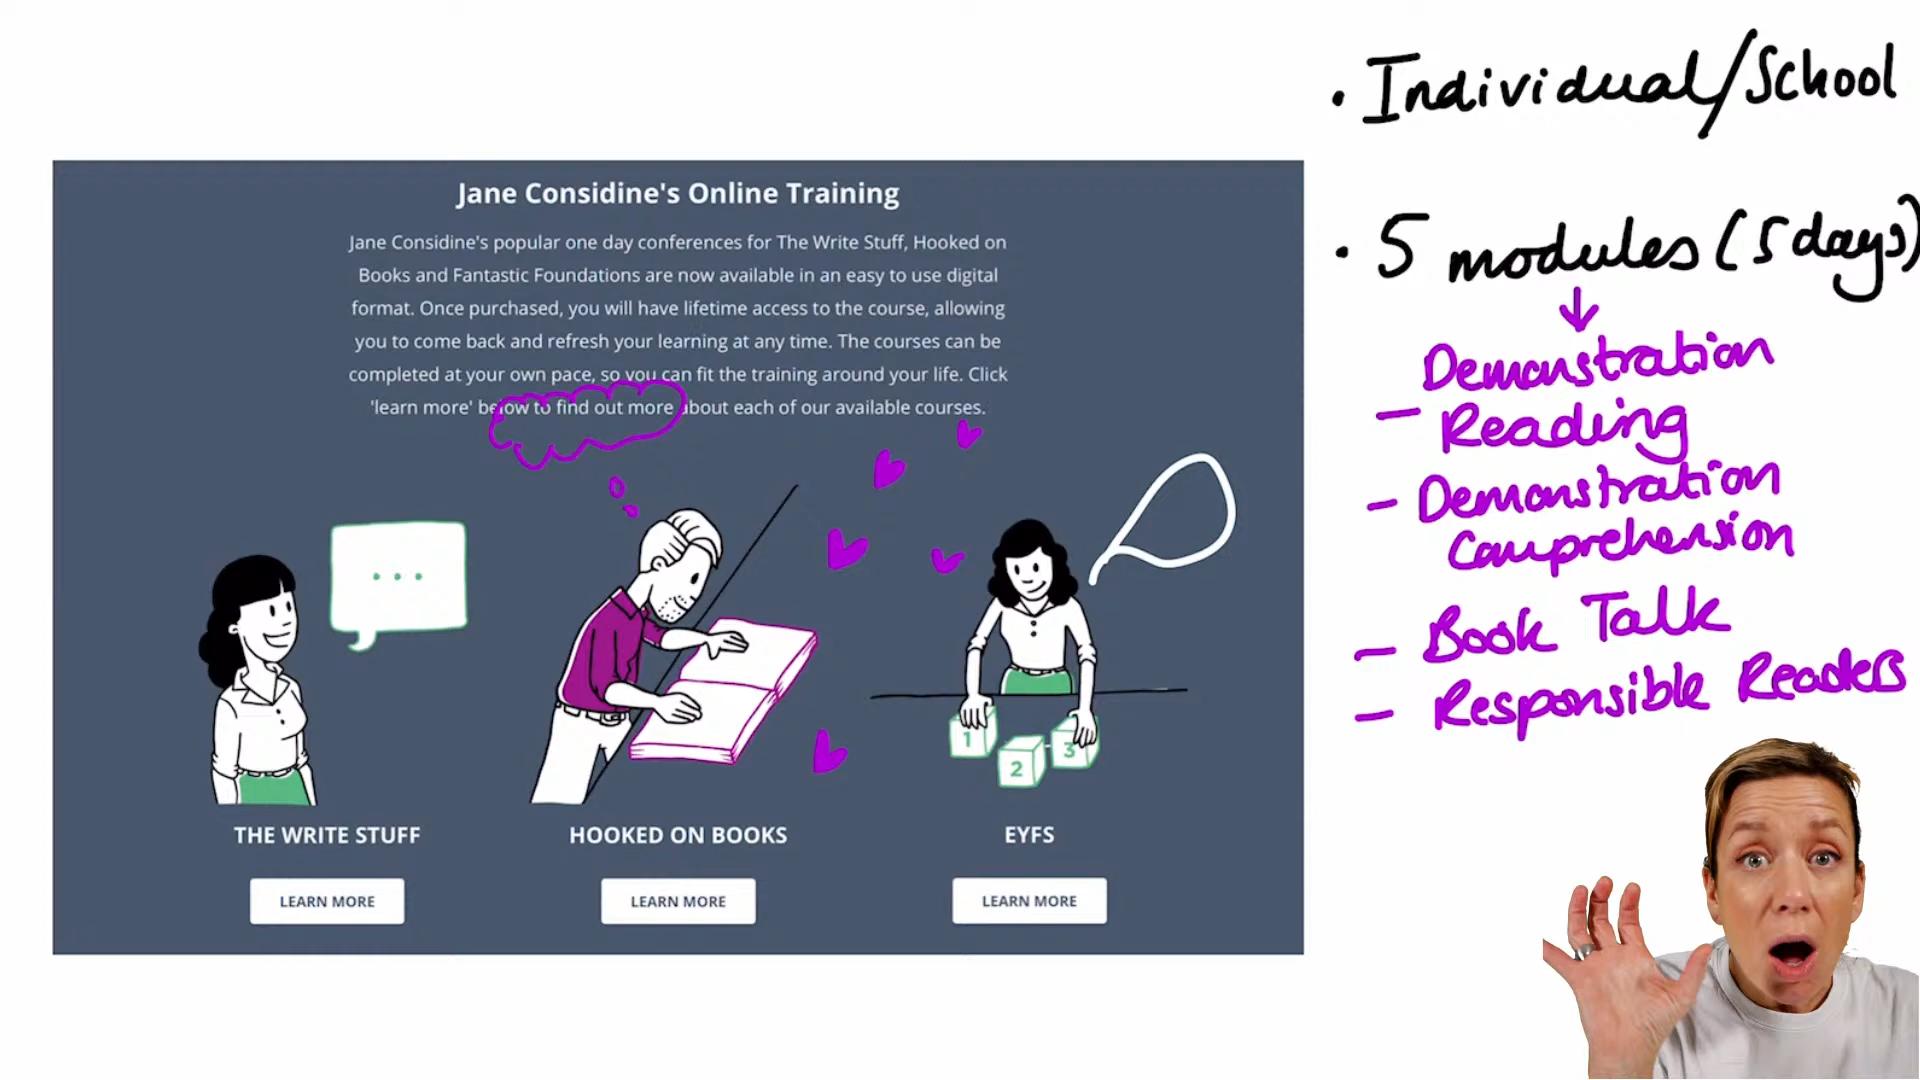 Jane Considine's Online Training
Jane Considine's popular one day conferences for The Write Stuff, Hooked on
Books and Fantastic Foundations are now available in an easy to use digital
format. Once purchased, you will have lifetime access to the course, allowing
you to come back and refresh your learning at any time. The courses can be
completed at your own pace, so you can fit the training around your life. Click
'learn more' below to find out more about each of our available courses.
1
2
3
THE WRITE STUFF
HOOKED ON BOOKS
EYFS
LEARN MORE
LEARN MORE
LEARN MORE
• Individual/School
• 5 modules (5 days)
Demonstration
- Reading
- Demonstration
Comprehension
- Book Talk
- Responsible Readers